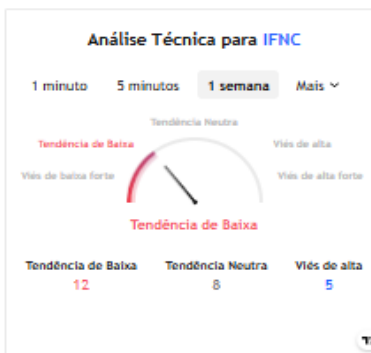 Análise Técnica para IFNC
1 minuto 5 minutos 1 semana Mais
Tendência Neutra
Tendência de Baixa Viés de alta
Viés de baixa forte Viés de alta forte
Tendência de Baixa
Tendência de Baixa Tendência Neutra Viés de alta
12 8 5